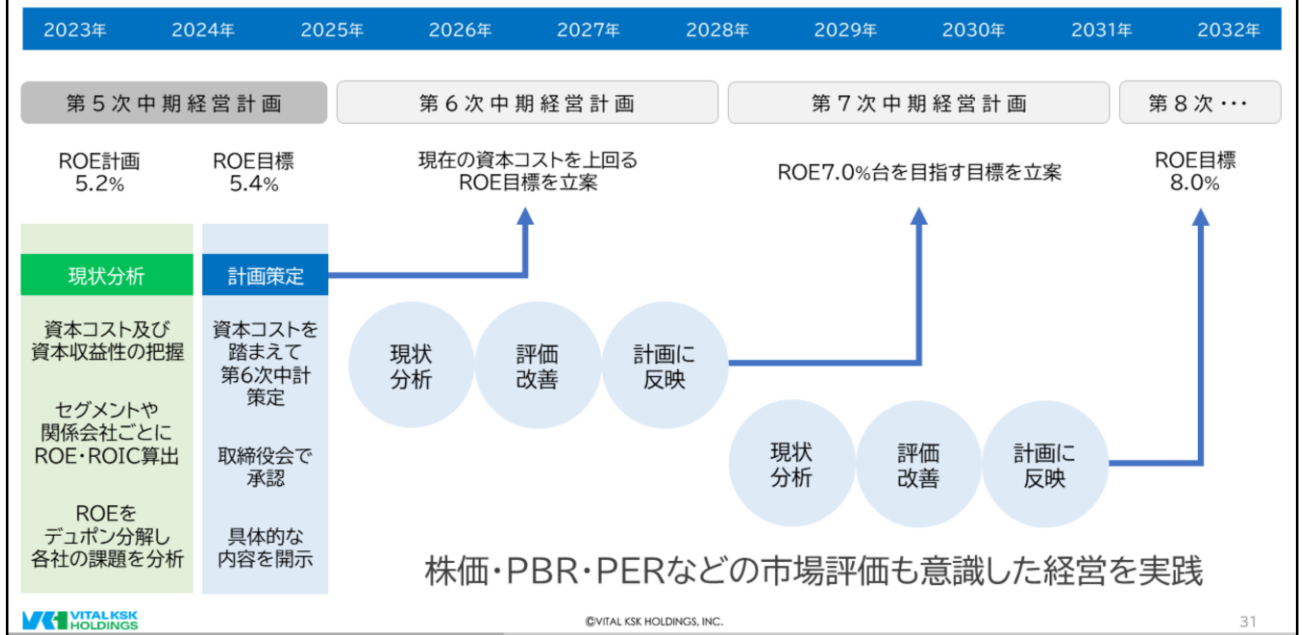 2023年 2024年 2025年 2026年 2027年 2028年 2029年 2030年 2031年 2032年
第5次中期経営計画 第6次中期経営計画 第7次中期経営計画 第8次・・・
ROE計画
5.2%
ROE目標
5.4%
現在の資本コストを上回る
ROE目標を立案
ROE7.0%台を目指す目標を立案
ROE目標
8.0%
現状分析
資本コスト及び
資本収益性の把握
セグメントや
関係会社ごとに
ROE・ROIC算出
ROEを
デュポン分解し
各社の課題を分析
計画策定
資本コストを
踏まえて
第6次中計
策定
取締役会で
承認
具体的な
内容を開示
現状
分析
評価
改善
計画に
反映
現状
分析
評価
改善
計画に
反映
株価・PBR・PERなどの市場評価も意識した経営を実践
VITAL KSK
HOLDINGS
©VITAL KSK HOLDINGS, INC.
31